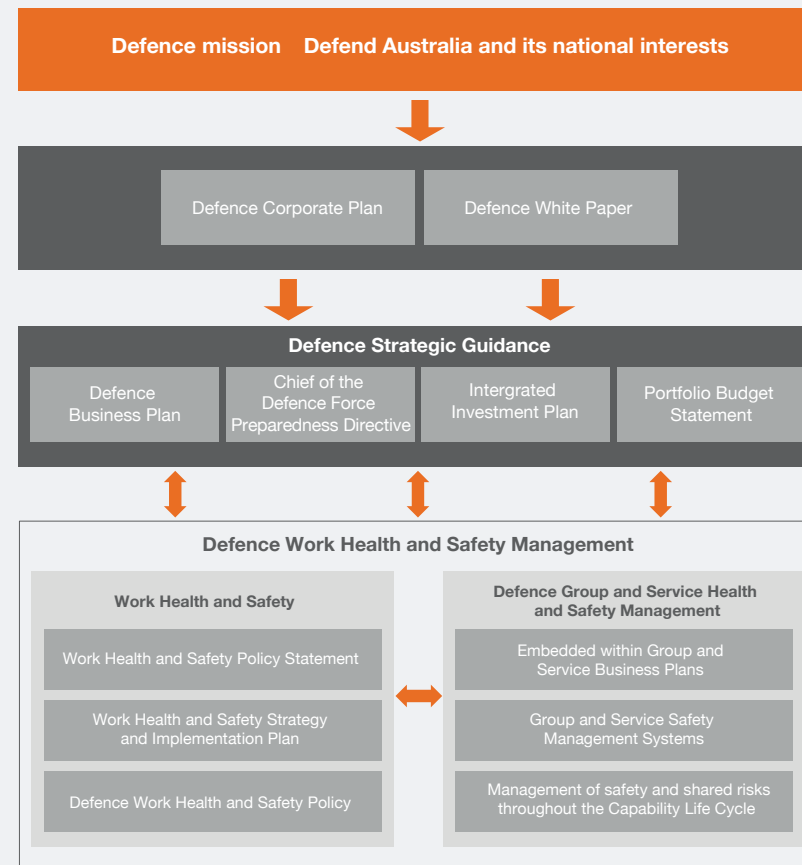 Defence mission Defend Australia and its national interests
Defence Corporate Plan
Defence White Paper
Defence Strategic Guidance
Defence
Business Plan
Chief of the
Defence Force
Preparedness Directive
Intergrated
Investment Plan
Portfolio Budget
Statement
Defence Work Health and Safety Management
Work Health and Safety
Work Health and Safety Policy Statement
Work Health and Safety Strategy
and Implementation Plan
Defence Work Health and Safety Policy
Defence Group and Service Health
and Safety Management
Embedded within Group and
Service Business Plans
Group and Service Safety
Management Systems
Management of safety and shared risks
throughout the Capability Life Cycle